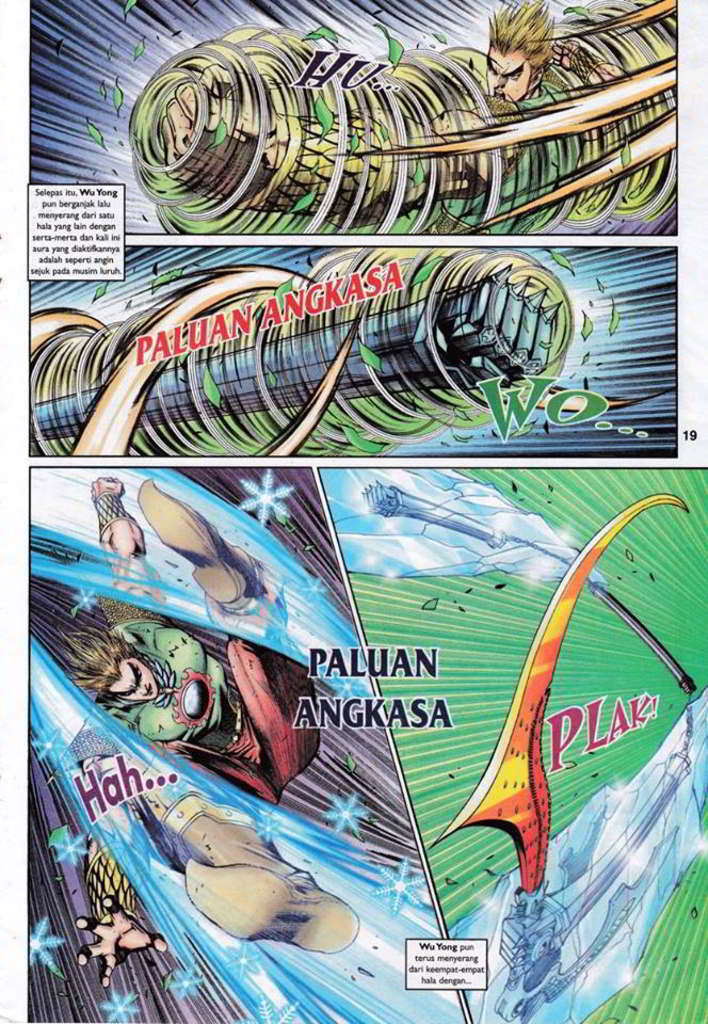 HU...
Selepas itu, Wu Yong
pun berganjak lalu
menyerang dari satu
hala yang lain dengan
serta-merta dan kali ini
aura yang diaktifkannya
adalah seperti angin
sejuk pada musim luruh.
PALUAN ANGKASA
WO...
19
PALUAN
ANGKASA
PLAK!
Hah...
Wu Yong pun
terus menyerang
dari keempat-empat
hala dengan...